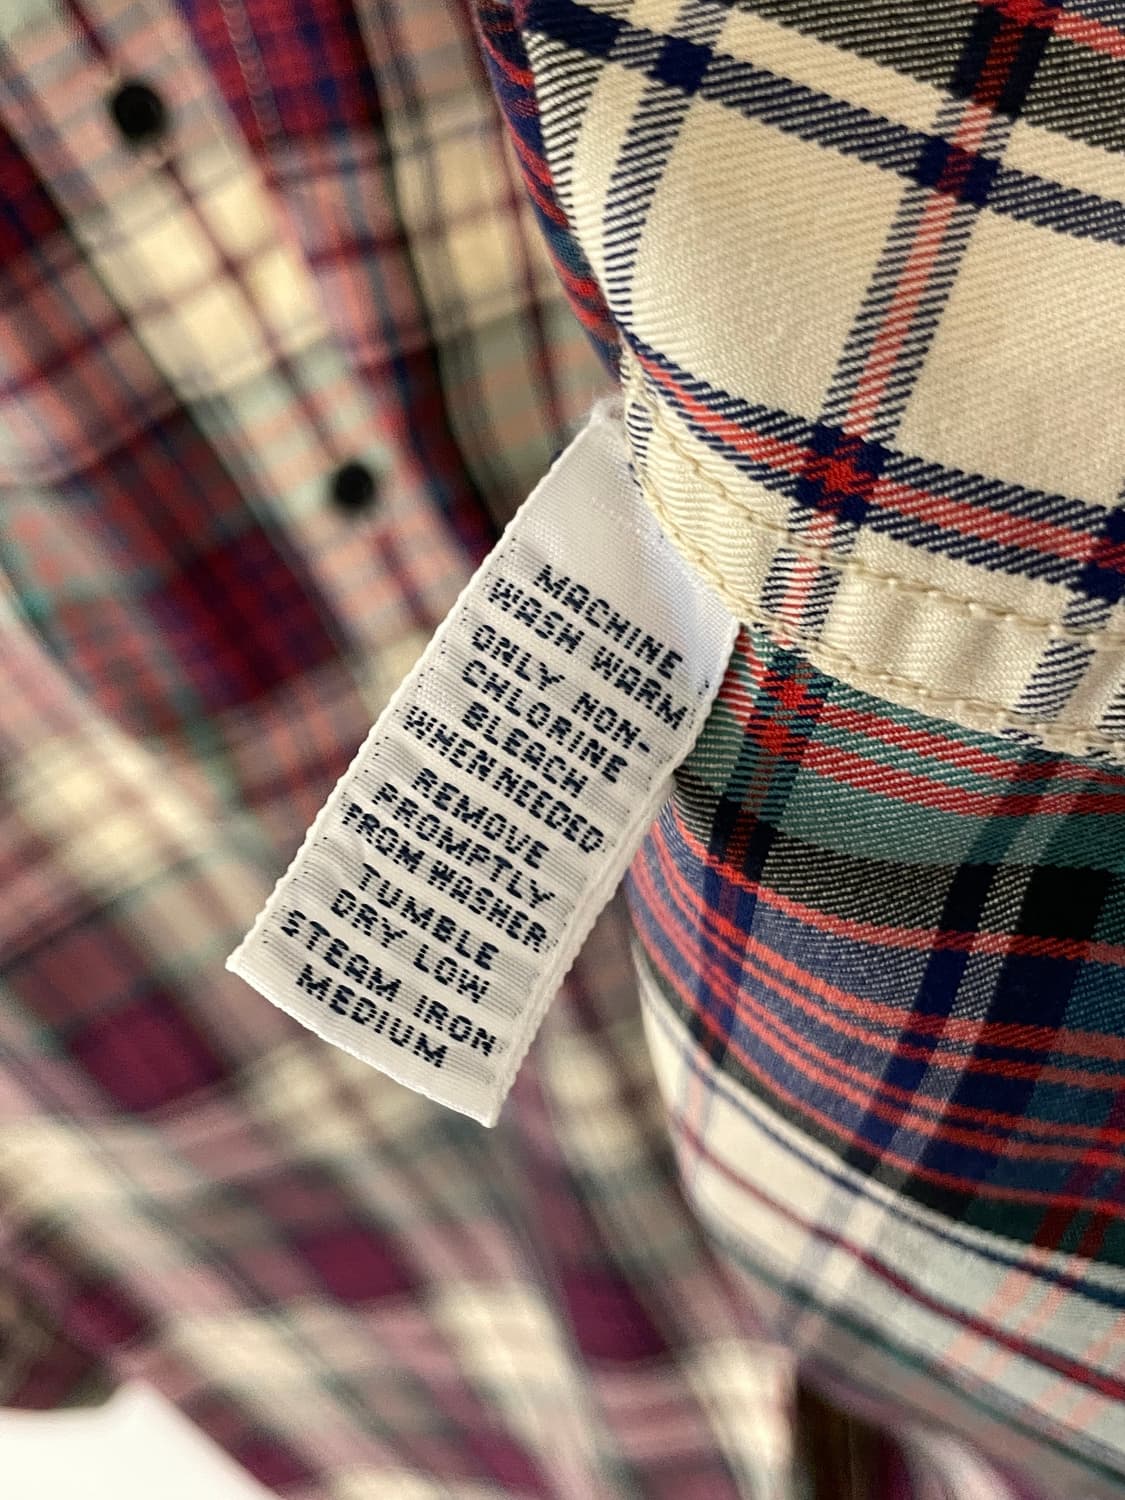 MACHINE
WASH WARM
ONLY NON-
CHLORINE
BLEACH
WHEN NEEDED
REMOVE
PROMPTLY
FROM WASHER
TUMBLE
DRY LOW
STEAM IRON
MEDIUM